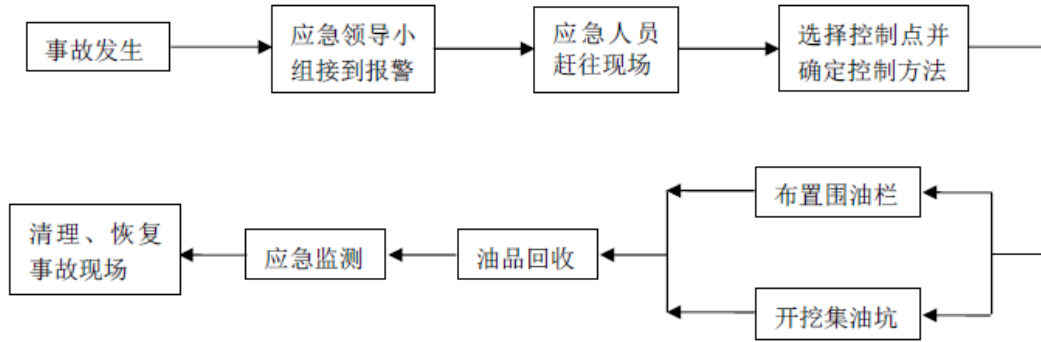 事故发生
应急领导小
组接到报警
应急人员
赶往现场
选择控制点并
确定控制方法
布置围油栏
清理、恢复
事故现场
应急监测
油品回收
开挖集油坑